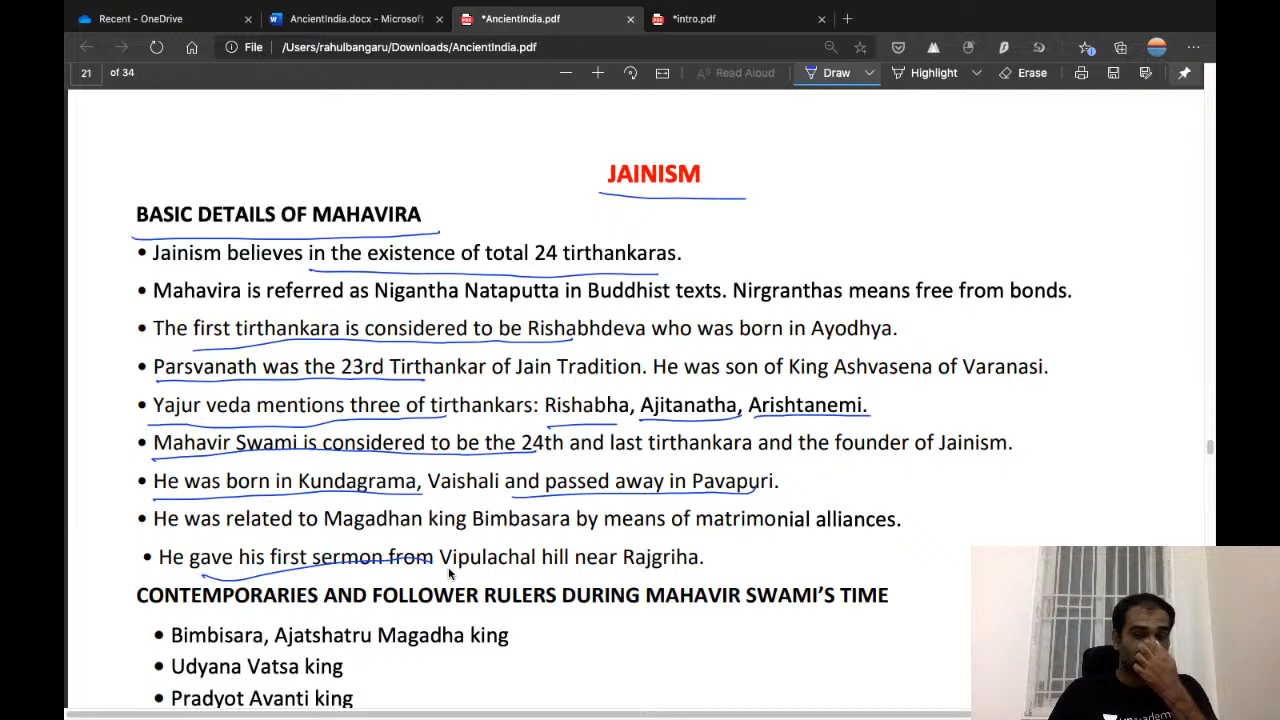 Recent - OneDrive
AncientIndia.docx - Microsoft
*AncientIndia.pdf
*intro.pdf
File
/Users/rahulbangaru/Downloads/AncientIndia.pdf
21 of 34
Read Aloud
Draw
Highlight
Erase
JAINISM
BASIC DETAILS OF MAHAVIRA
• Jainism believes in the existence of total 24 tirthankaras.
• Mahavira is referred as Nigantha Nataputta in Buddhist texts. Nirgranthas means free from bonds.
• The first tirthankara is considered to be Rishabhdeva who was born in Ayodhya.
• Parsvanath was the 23rd Tirthankar of Jain Tradition. He was son of King Ashvasena of Varanasi.
• Yajur veda mentions three of tirthankars: Rishabha, Ajitanatha, Arishtanemi.
• Mahavir Swami is considered to be the 24th and last tirthankara and the founder of Jainism.
• He was born in Kundagrama, Vaishali and passed away in Pavapuri.
• He was related to Magadhan king Bimbasara by means of matrimonial alliances.
• He gave his first sermon from Vipulachal hill near Rajgriha.
CONTEMPORARIES AND FOLLOWER RULERS DURING MAHAVIR SWAMI'S TIME
• Bimbisara, Ajatshatru Magadha king
• Udyana Vatsa king
• Pradyot Avanti king